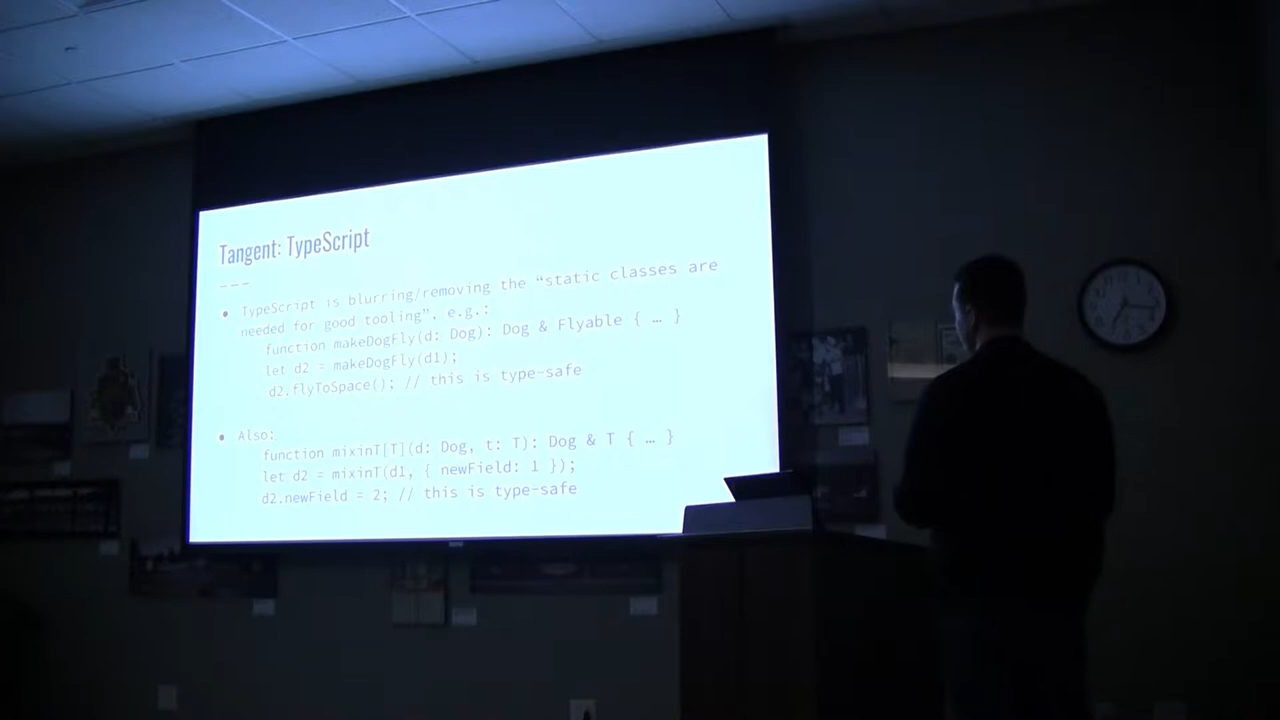 Tangent: TypeScript
---
● TypeScript is blurring/removing the “static classes are
needed for good tooling”, e.g.:
function makeDogFly(d: Dog): Dog & Flyable { … }
let d2 = makeDogFly(d1);
d2.flyToSpace(); // this is type-safe
● Also:
function mixinT[T](d: Dog, t: T): Dog & T { … }
let d2 = mixinT(d1, { newField: 1 });
d2.newField = 2; // this is type-safe